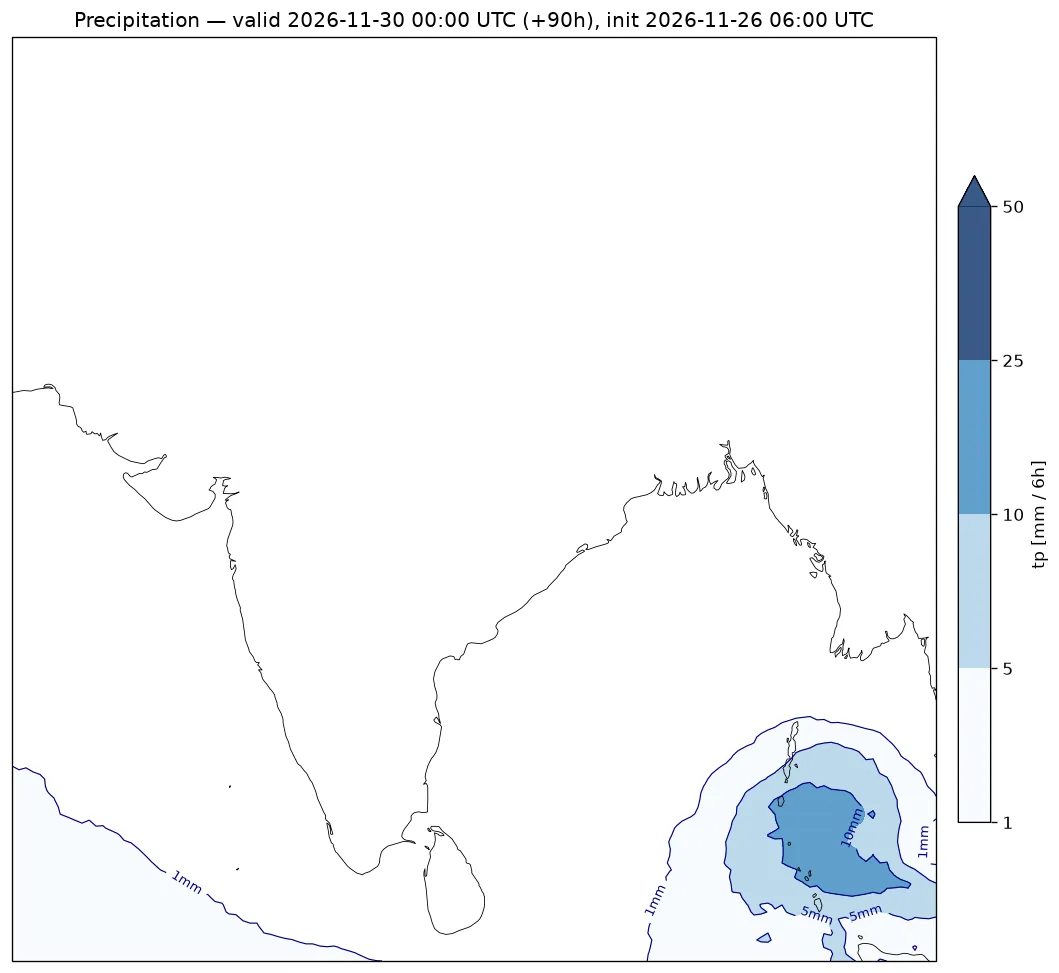 Precipitation — valid 2026-11-30 00:00 UTC (+90h), init 2026-11-26 06:00 UTC
50
25
10
5
1
tp [mm / 6h]
10mm
1mm
1mm
1mm
5mm
5mm